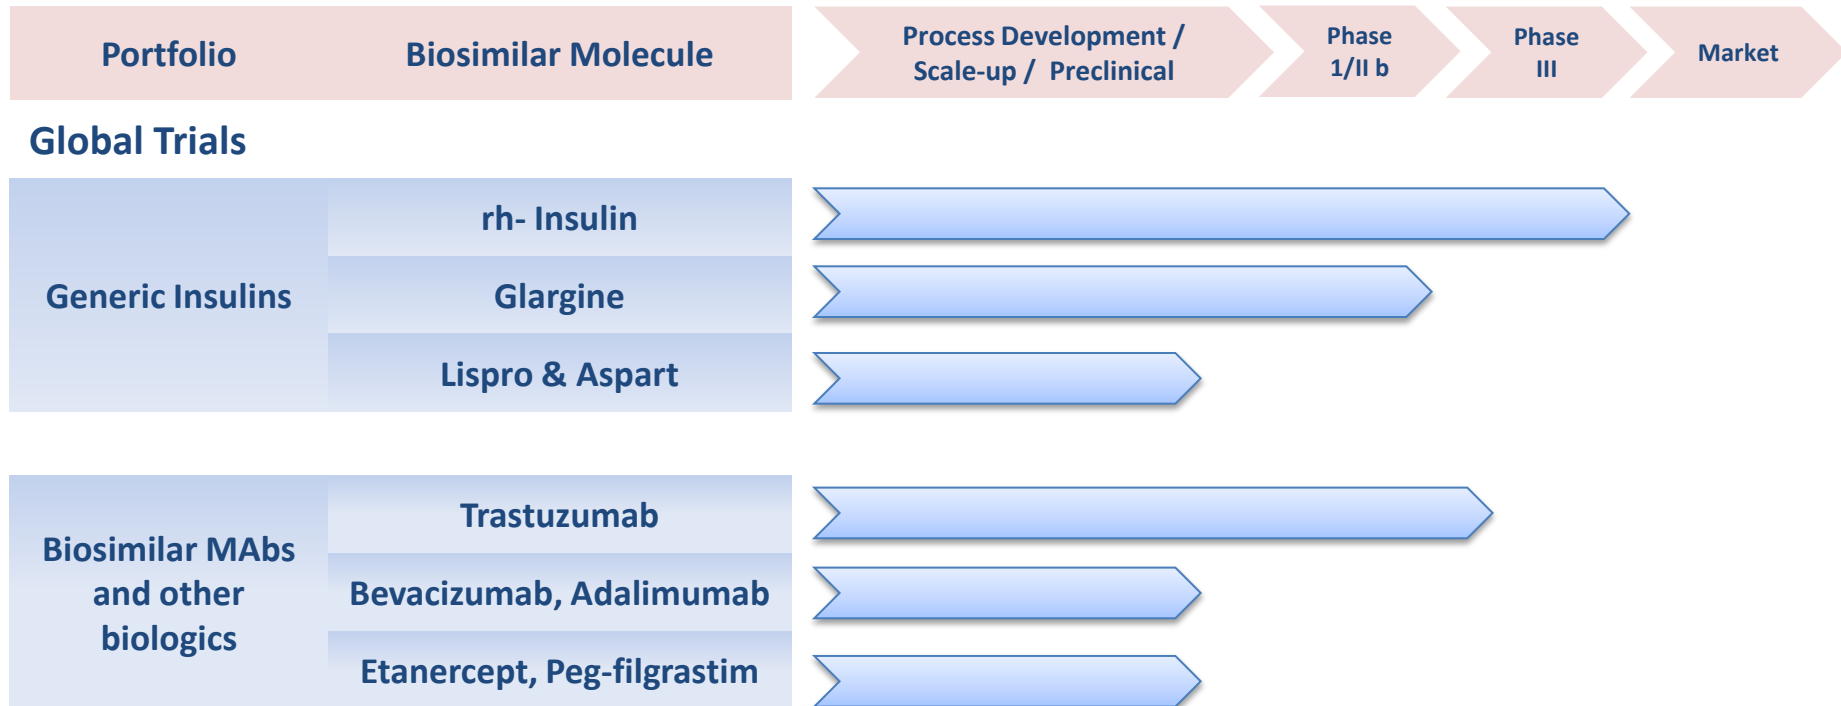 Portfolio
Biosimilar Molecule
Process Development /
Scale-up / Preclinical
Phase
1/II b
Phase
III
Market
Global Trials
Generic Insulins
rh- Insulin
Glargine
Lispro & Aspart
Biosimilar MAbs
and other
biologics
Trastuzumab
Bevacizumab, Adalimumab
Etanercept, Peg-filgrastim